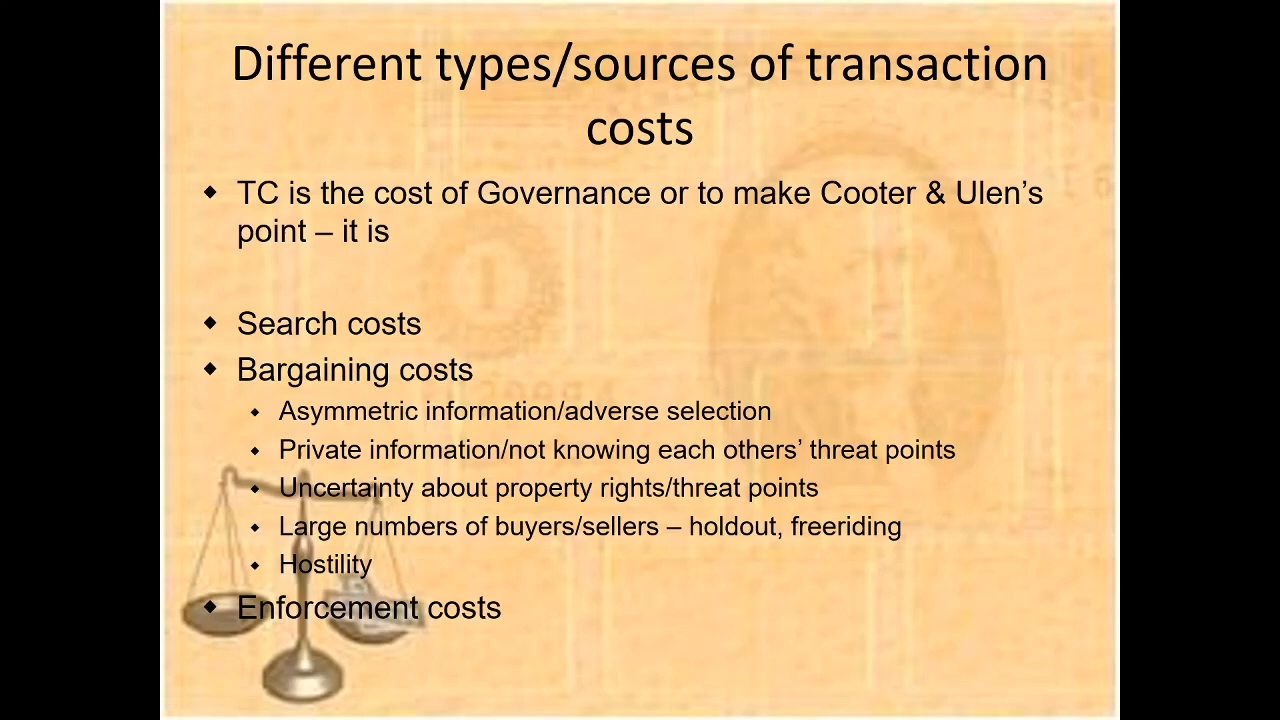 Different types/sources of transaction
costs
TC is the cost of Governance or to make Cooter & Ulen’s
point – it is
Search costs
Bargaining costs
Asymmetric information/adverse selection
Private information/not knowing each others’ threat points
Uncertainty about property rights/threat points
Large numbers of buyers/sellers – holdout, freeriding
Hostility
Enforcement costs